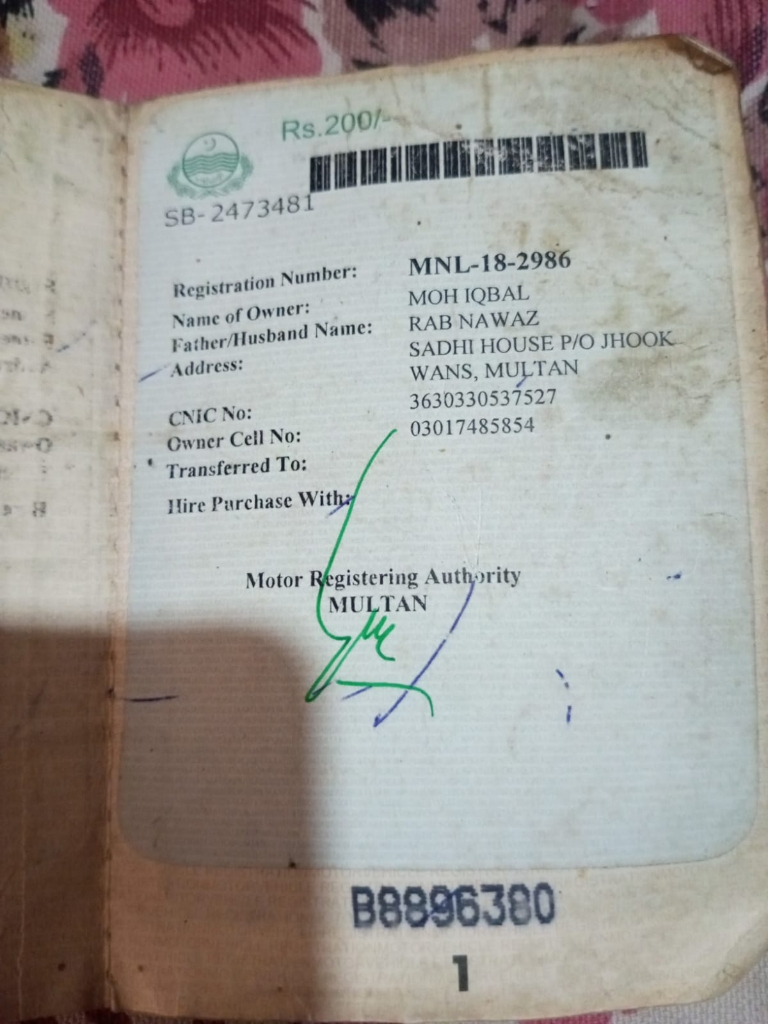 Rs.200/-
SB-2473481
Registration Number: MNL-18-2986
Name of Owner: MOH IQBAL
Father/Husband Name: RAB NAWAZ
Address: SADHI HOUSE P/O JHOOK
WANS, MULTAN
CNIC No: 3630330537527
Owner Cell No: 03017485854
Transferred To:
Hire Purchase With:
Motor Registering Authority
MULTAN
B8896380
1